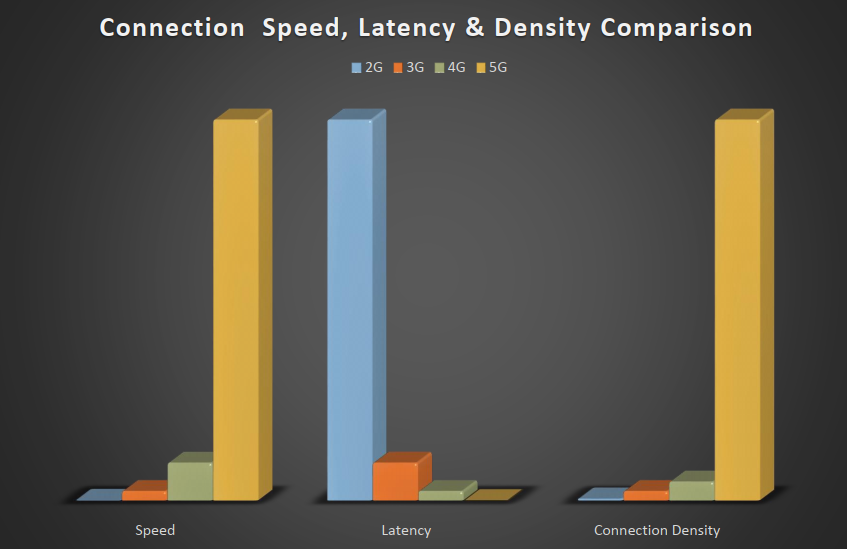 Connection  Speed, Latency & Density Comparison
2G 3G 4G 5G
Speed Latency Connection Density